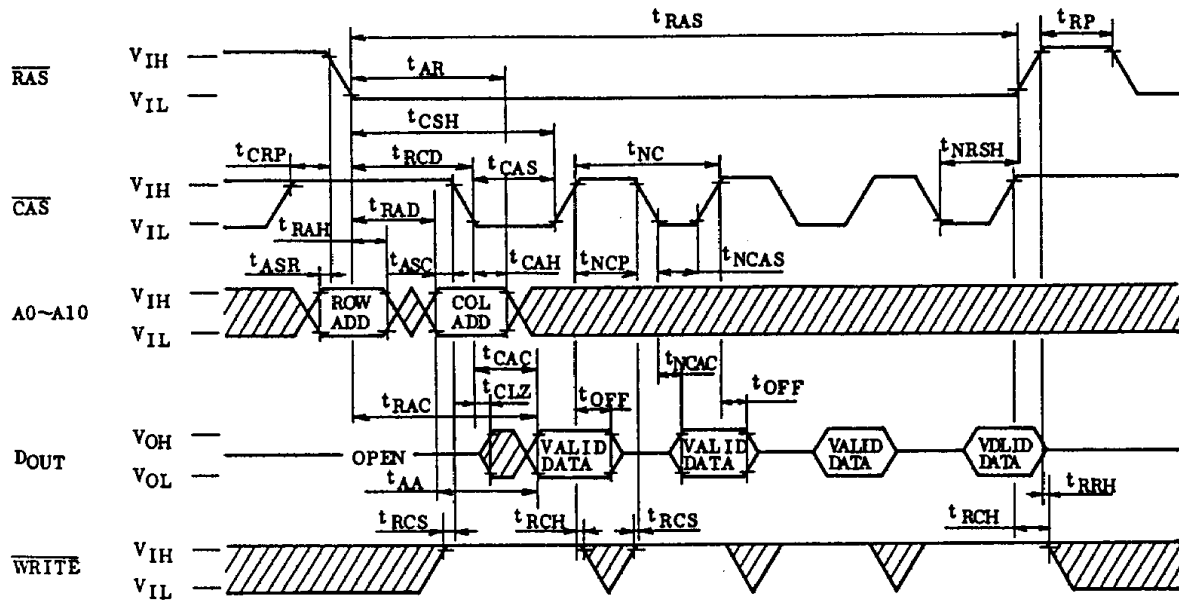 tRAS
tRP
RAS
VIH
VIL
tAR
tCSH
tCRP
tRCD
tCAS
tNC
tNRSH
CAS
VIH
VIL
tRAD
tRAH
tASR
tASC
tCAH
tNCP
tNCAS
A0~A10
VIH
VIL
ROW
ADD
COL
ADD
tCAC
tNCAC
tCLZ
tOFF
tOFF
tRAC
DOUT
VOH
VOL
OPEN
VALID
DATA
VALID
DATA
VALID
DATA
VDLID
DATA
tAA
tRRH
tRCS
tRCH
tRCS
tRCH
WRITE
VIH
VIL